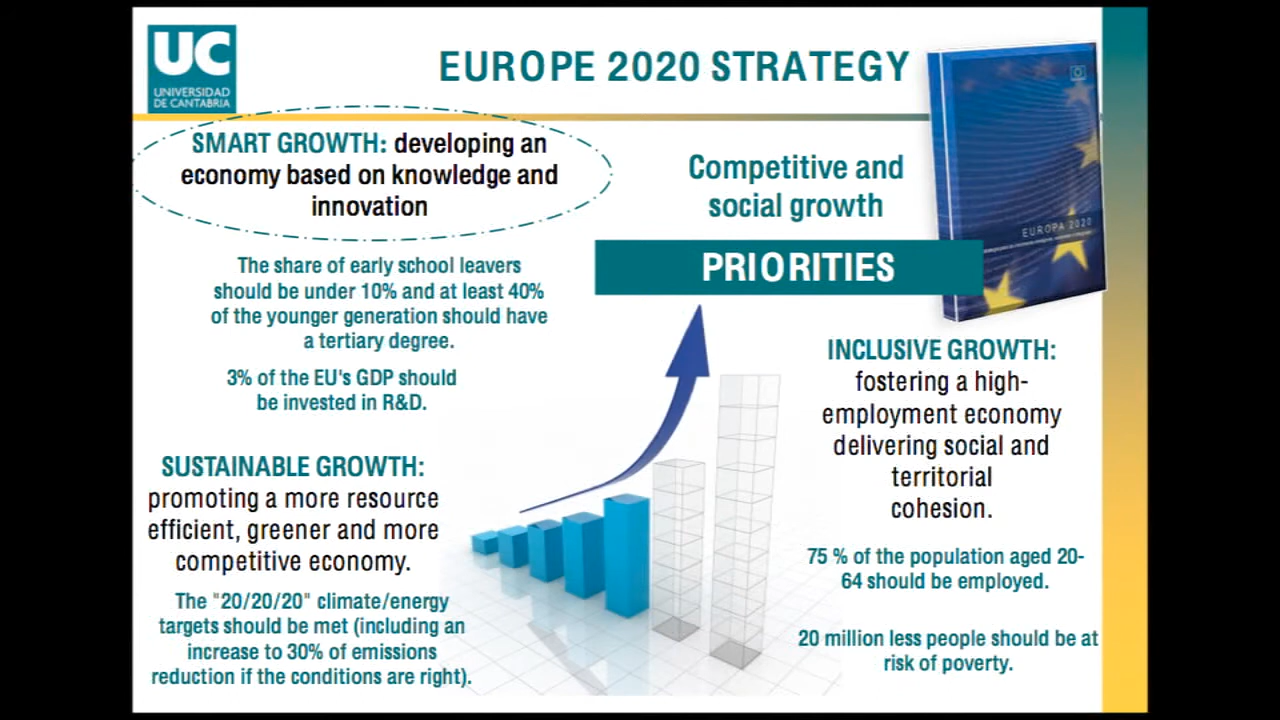 UC
UNIVERSIDAD
DE CANTABRIA
EUROPE 2020 STRATEGY
SMART GROWTH: developing an
economy based on knowledge and
innovation
The share of early school leavers
should be under 10% and at least 40%
of the younger generation should have
a tertiary degree.
3% of the EU's GDP should
be invested in R&D.
SUSTAINABLE GROWTH:
promoting a more resource
efficient, greener and more
competitive economy.
The "20/20/20" climate/energy
targets should be met (including an
increase to 30% of emissions
reduction if the conditions are right).
Competitive and
social growth
PRIORITIES
EUROPA 2020
INCLUSIVE GROWTH:
fostering a high-
employment economy
delivering social and
territorial
cohesion.
75 % of the population aged 20-
64 should be employed.
20 million less people should be at
risk of poverty.